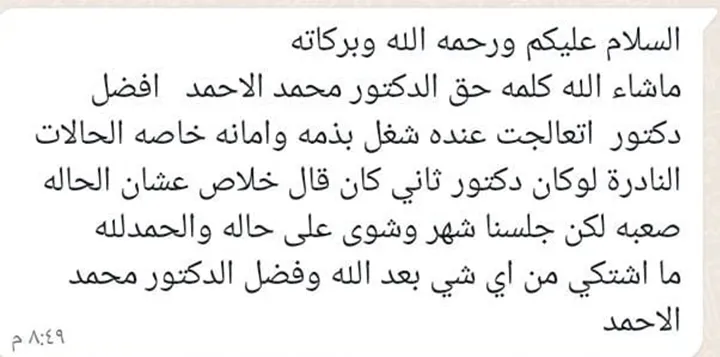 السلام عليكم ورحمه الله وبركاته
ماشاء الله كلمه حق الدكتور محمد الاحمد افضل
دكتور اتعالجت عنده شغل بذمه وامانه خاصه الحالات
النادرة لوكان دكتور ثاني كان قال خلاص عشان الحاله
صعبه لكن جلسنا شهر وشوى على حاله والحمدلله
ما اشتكي من اي شي بعد الله وفضل الدكتور محمد
الاحمد
٨:٤٩ م